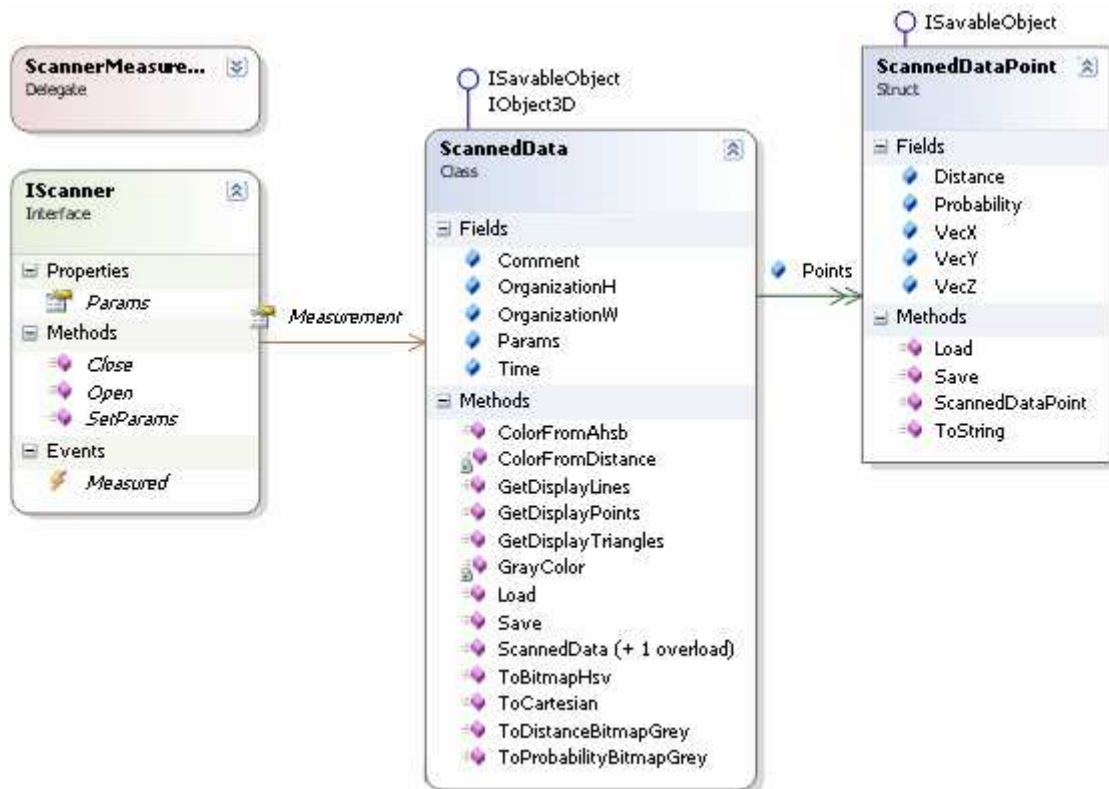 ScannerMeasure...
Delegate
IScanner
Interface
Properties
Params
Methods
Close
Open
SetParams
Events
Measured
Measurement
ISavableObject
IObject3D
ScannedData
Class
Fields
Comment
OrganizationH
OrganizationW
Params
Time
Methods
ColorFromAhsb
ColorFromDistance
GetDisplayLines
GetDisplayPoints
GetDisplayTriangles
GrayColor
Load
Save
ScannedData (+ 1 overload)
ToBitmapHsv
ToCartesian
ToDistanceBitmapGrey
ToProbabilityBitmapGrey
Points
ISavableObject
ScannedDataPoint
Struct
Fields
Distance
Probability
VecX
VecY
VecZ
Methods
Load
Save
ScannedDataPoint
ToString